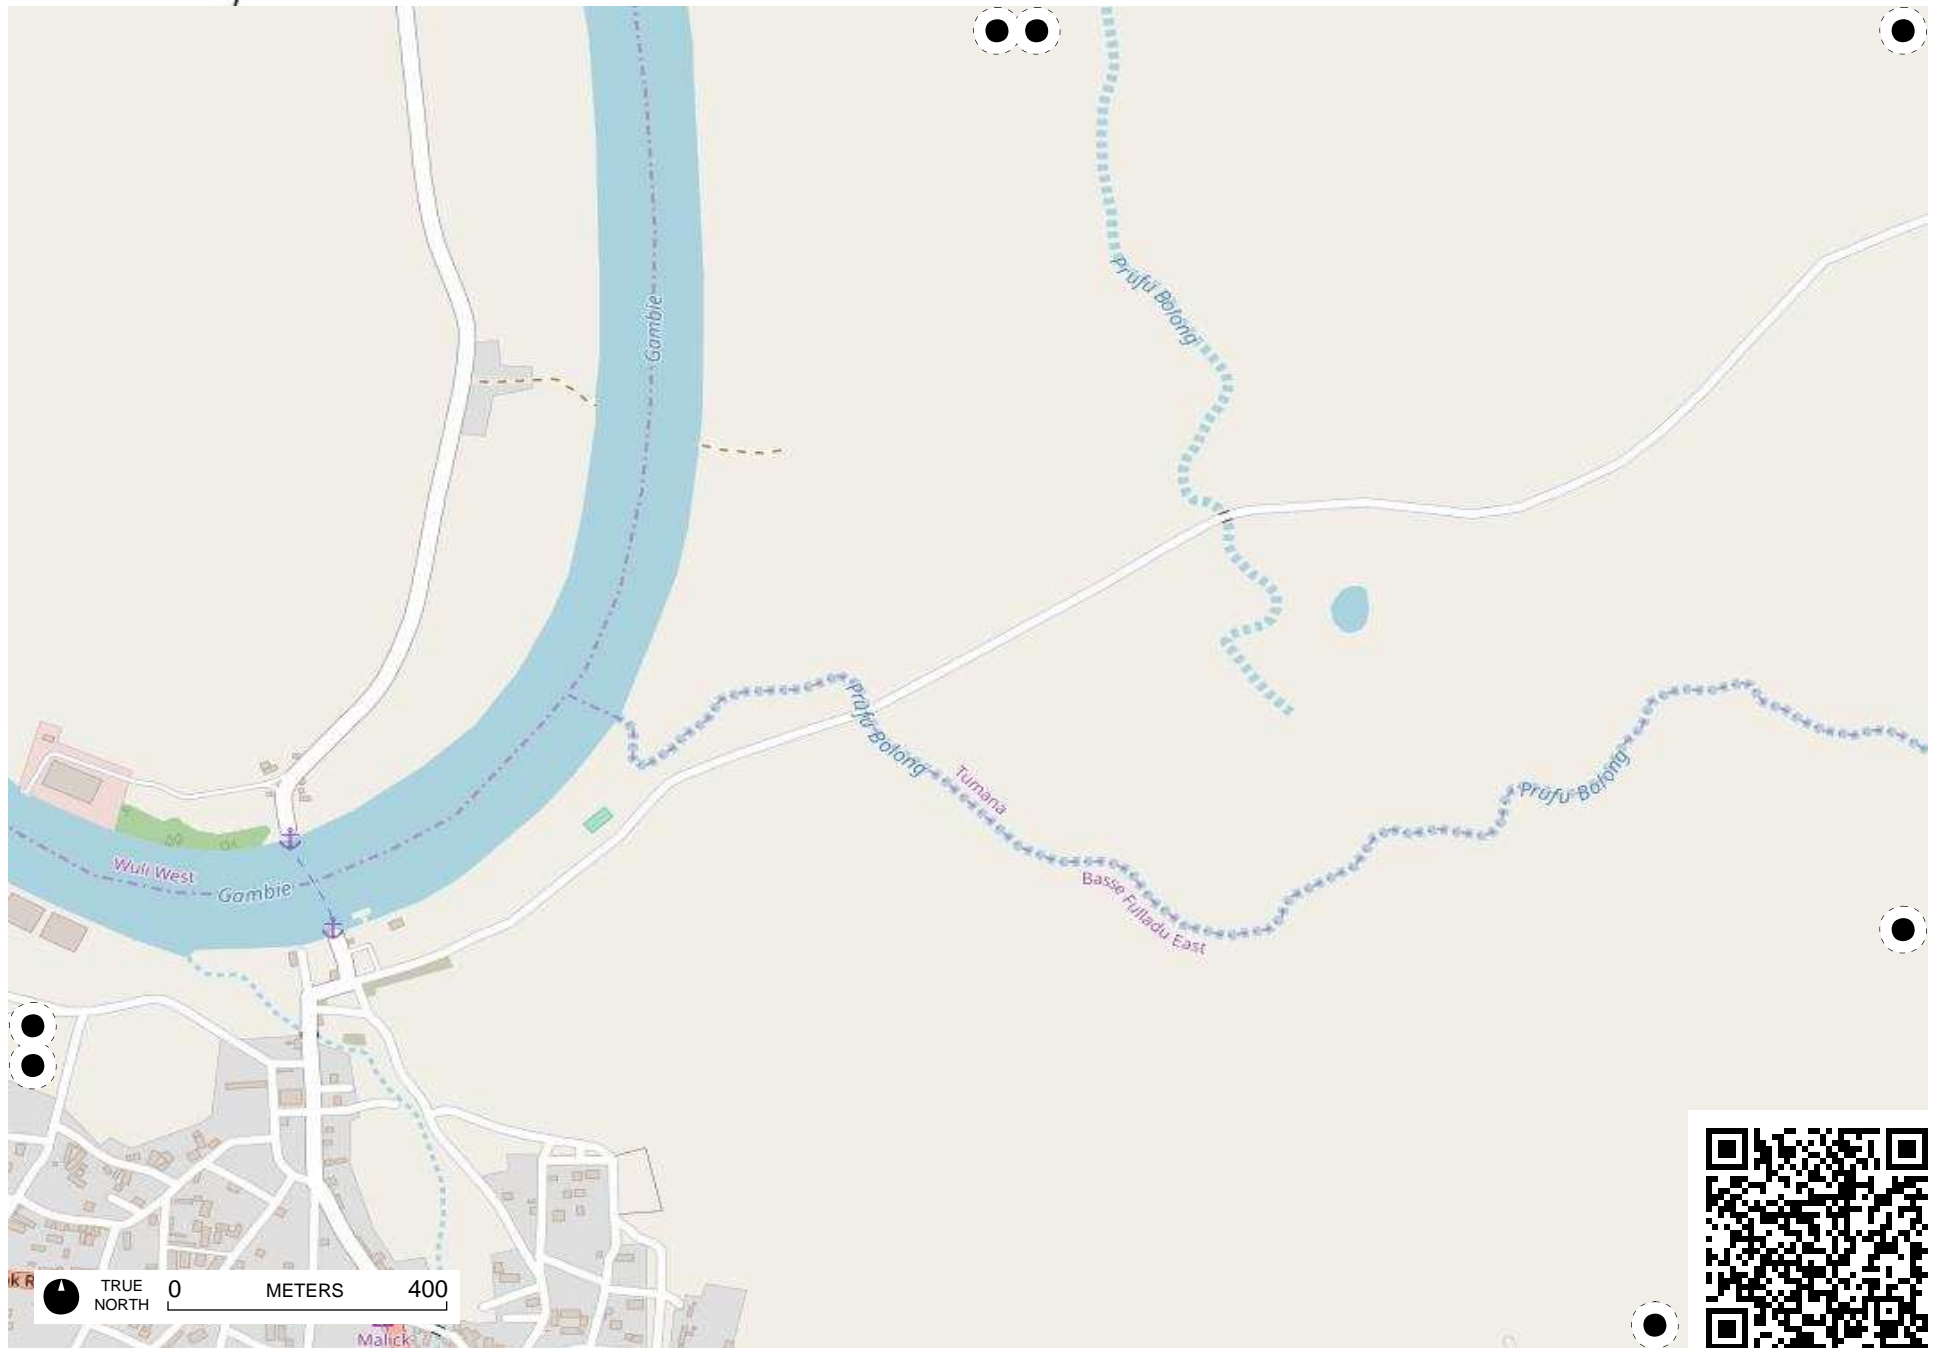 Gambie
Prufu Bolong
Prufu Bolong
Tumana
Prufu Bolong
Wuli West
Gambie
Basse Fulladu East
k R
TRUE
NORTH
0 METERS 400
Malick